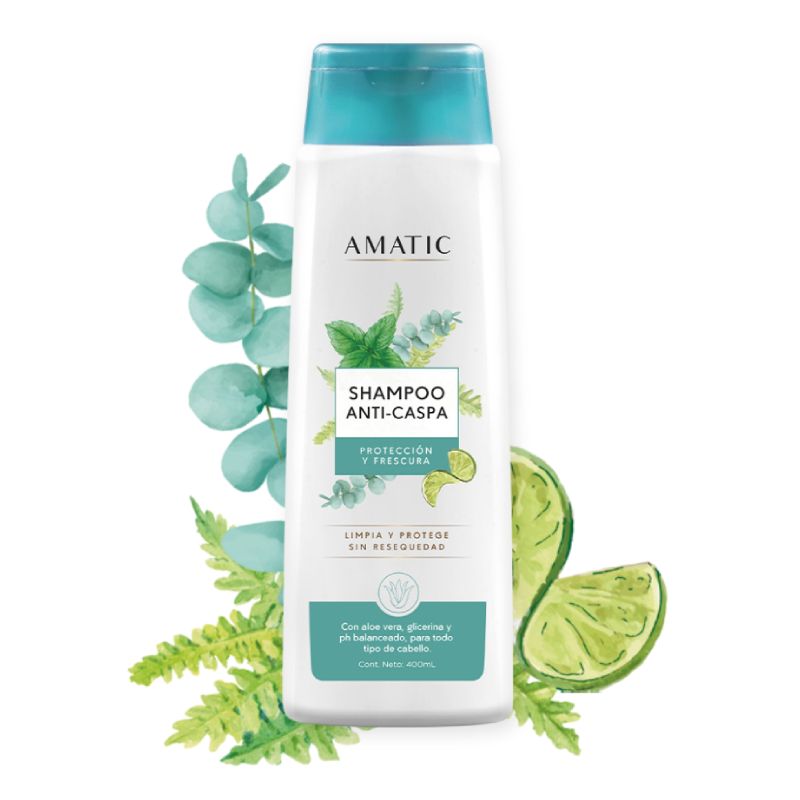 AMATIC
SHAMPOO
ANTI-CASPA
PROTECCIÓN
Y FRESCURA
LIMPIA Y PROTEGE
SIN RESEQUEDAD
Con aloe vera, glicerina y
ph balanceado, para todo
tipo de cabello.
Cont. Neto: 400mL